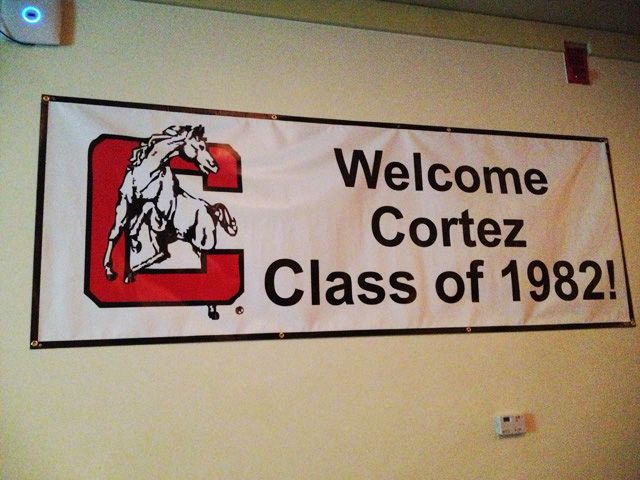 C
Welcome
Cortez
Class of 1982!
®